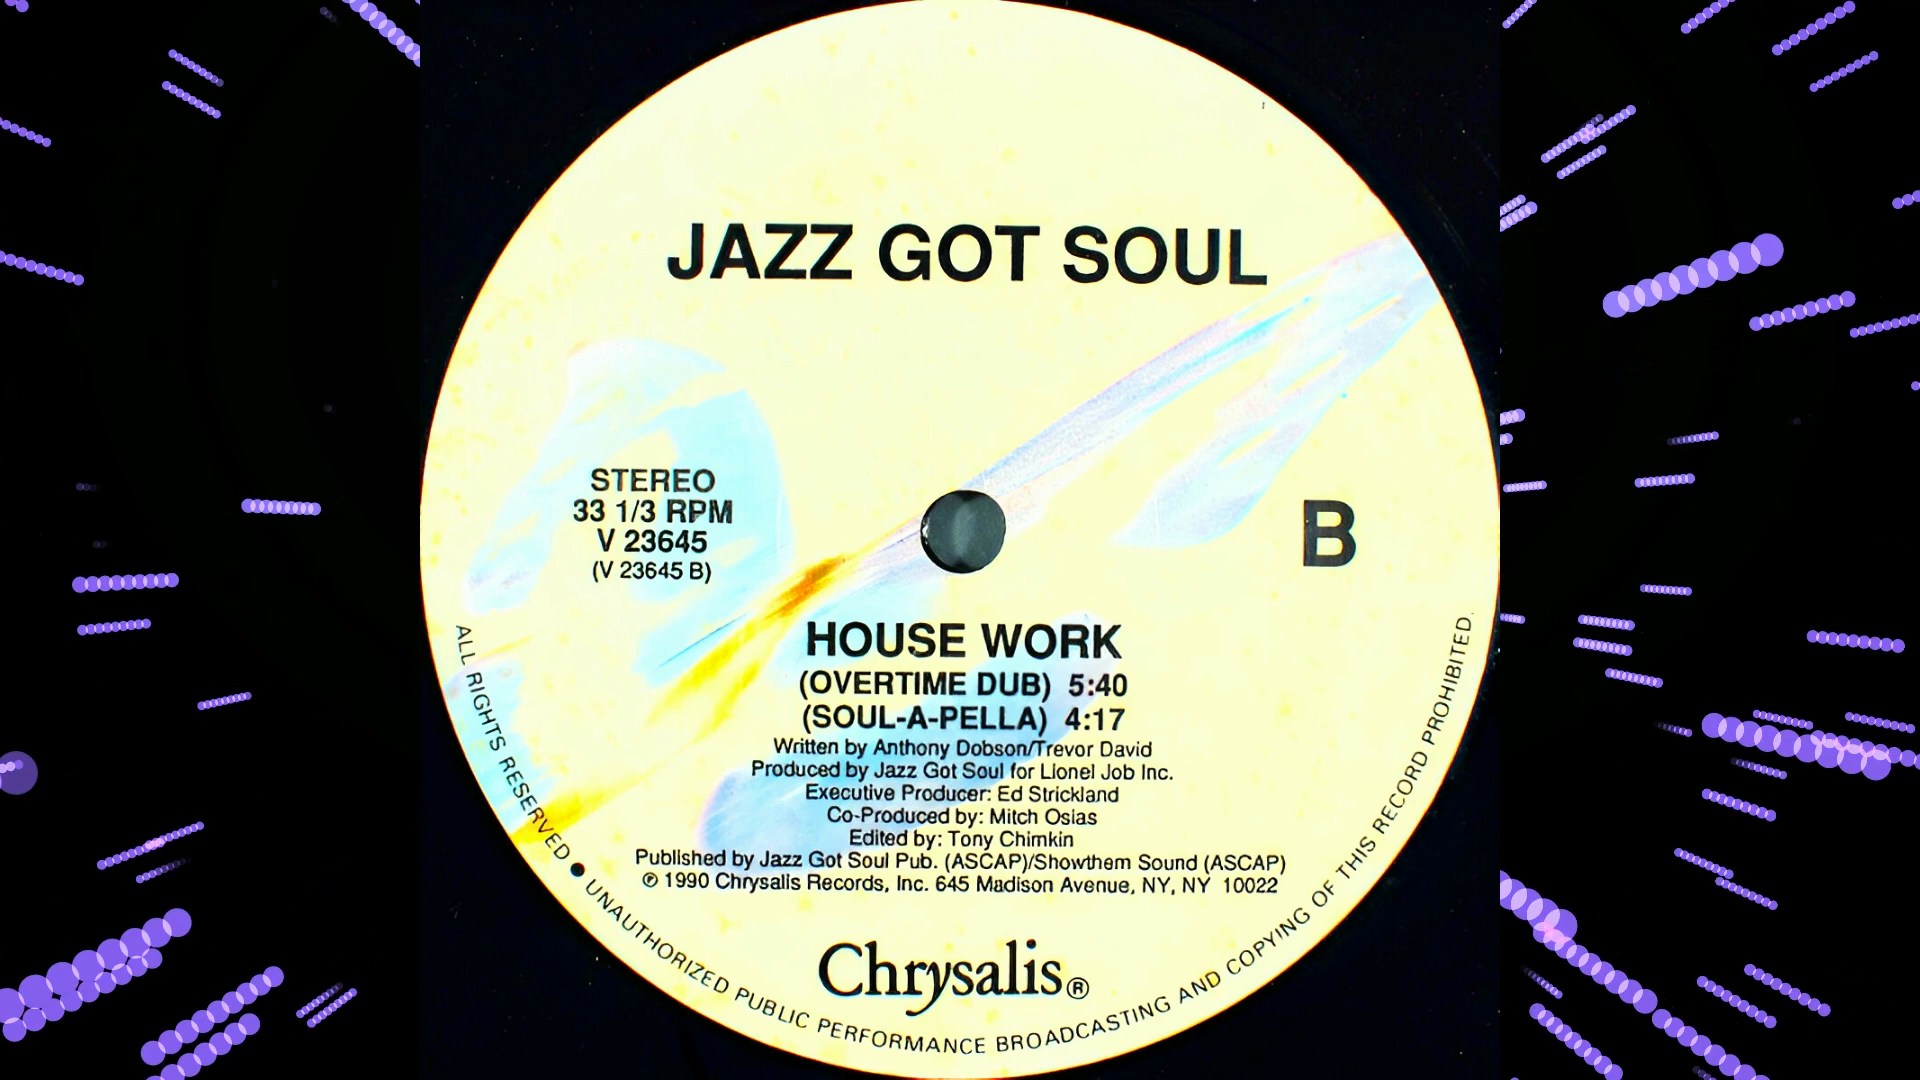 JAZZ GOT SOUL
STEREO
33 1/3 RPM
V 23645
(V 23645 B)
B
HOUSE WORK
(OVERTIME DUB) 5:40
(SOUL-A-PELLA) 4:17
Written by Anthony Dobson/Trevor David
Produced by Jazz Got Soul for Lionel Job Inc.
Executive Producer: Ed Strickland
Co-Produced by: Mitch Osias
Edited by: Tony Chimkin
Published by Jazz Got Soul Pub. (ASCAP)/Showthem Sound (ASCAP)
℗ 1990 Chrysalis Records, Inc. 645 Madison Avenue, NY, NY 10022
Chrysalis®
ALL RIGHTS RESERVED ● UNAUTHORIZED PUBLIC PERFORMANCE BROADCASTING AND COPYING OF THIS RECORD PROHIBITED.